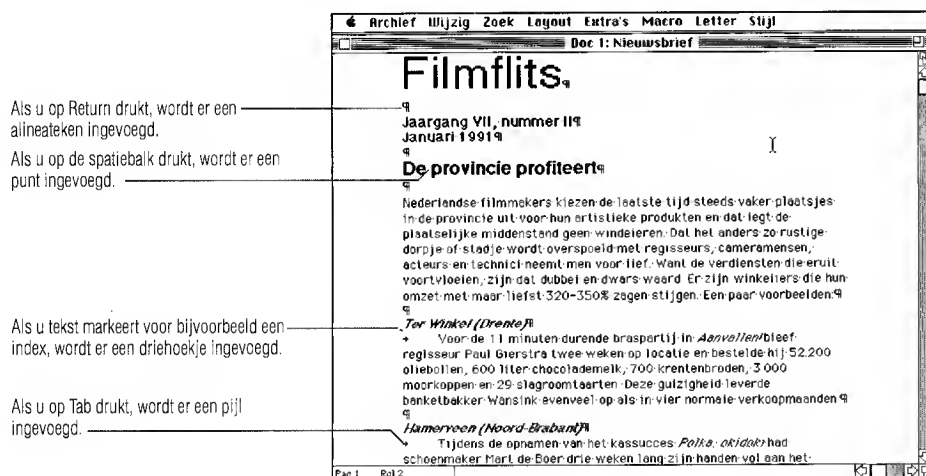 Archief Wijzig Zoek Layout Extra's Macro Letter Stijl
Doc 1: Nieuwsbrief
Filmflits¶
¶
Jaargang VII, nummer II¶
Januari 1991¶
¶
De provincie profiteert¶
¶
Nederlandse filmmakers kiezen de laatste tijd steeds vaker plaatsjes
in de provincie uit voor hun artistieke produkten en dat legt de
plaatselijke middenstand geen windeieren. Dat het anders zo rustige
dorpje of stadje wordt overspoeld met regisseurs, cameramensen,
acteurs en technici neemt men voor lief. Want de verdiensten die eruit
voortvloeien, zijn dat dubbel en dwars waard. Er zijn winkeliers die hun
omzet met maar liefst 320-350% zagen stijgen. Een paar voorbeelden:¶
¶
Ter Winkel (Drente)¶
Voor de 11 minuten durende braspartij in Aanvallen! bleef
regisseur Paul Gierstra twee weken op locatie en bestelde hij 52.200
oliebollen, 600 liter chocolademelk, 700 krentenbroden, 3.000
moorkoppen en 29 slagroomtaarten. Deze gulzigheid leverde
banketbakker Wansink evenveel op als in vier normale verkoopmaanden.¶
¶
Hamerveen (Noord-Brabant)¶
Tijdens de opnamen van het kassucces Polka, okidoki had
schoenmaker Mart de Boer drie weken lang zijn handen vol aan het
Pag 1 Pol 2
Als u op Return drukt, wordt er een
alineateken ingevoegd.
Als u op de spatiebalk drukt, wordt er een
punt ingevoegd.
Als u tekst markeert voor bijvoorbeeld een
index, wordt er een driehoekje ingevoegd.
Als u op Tab drukt, wordt er een pijl
ingevoegd.